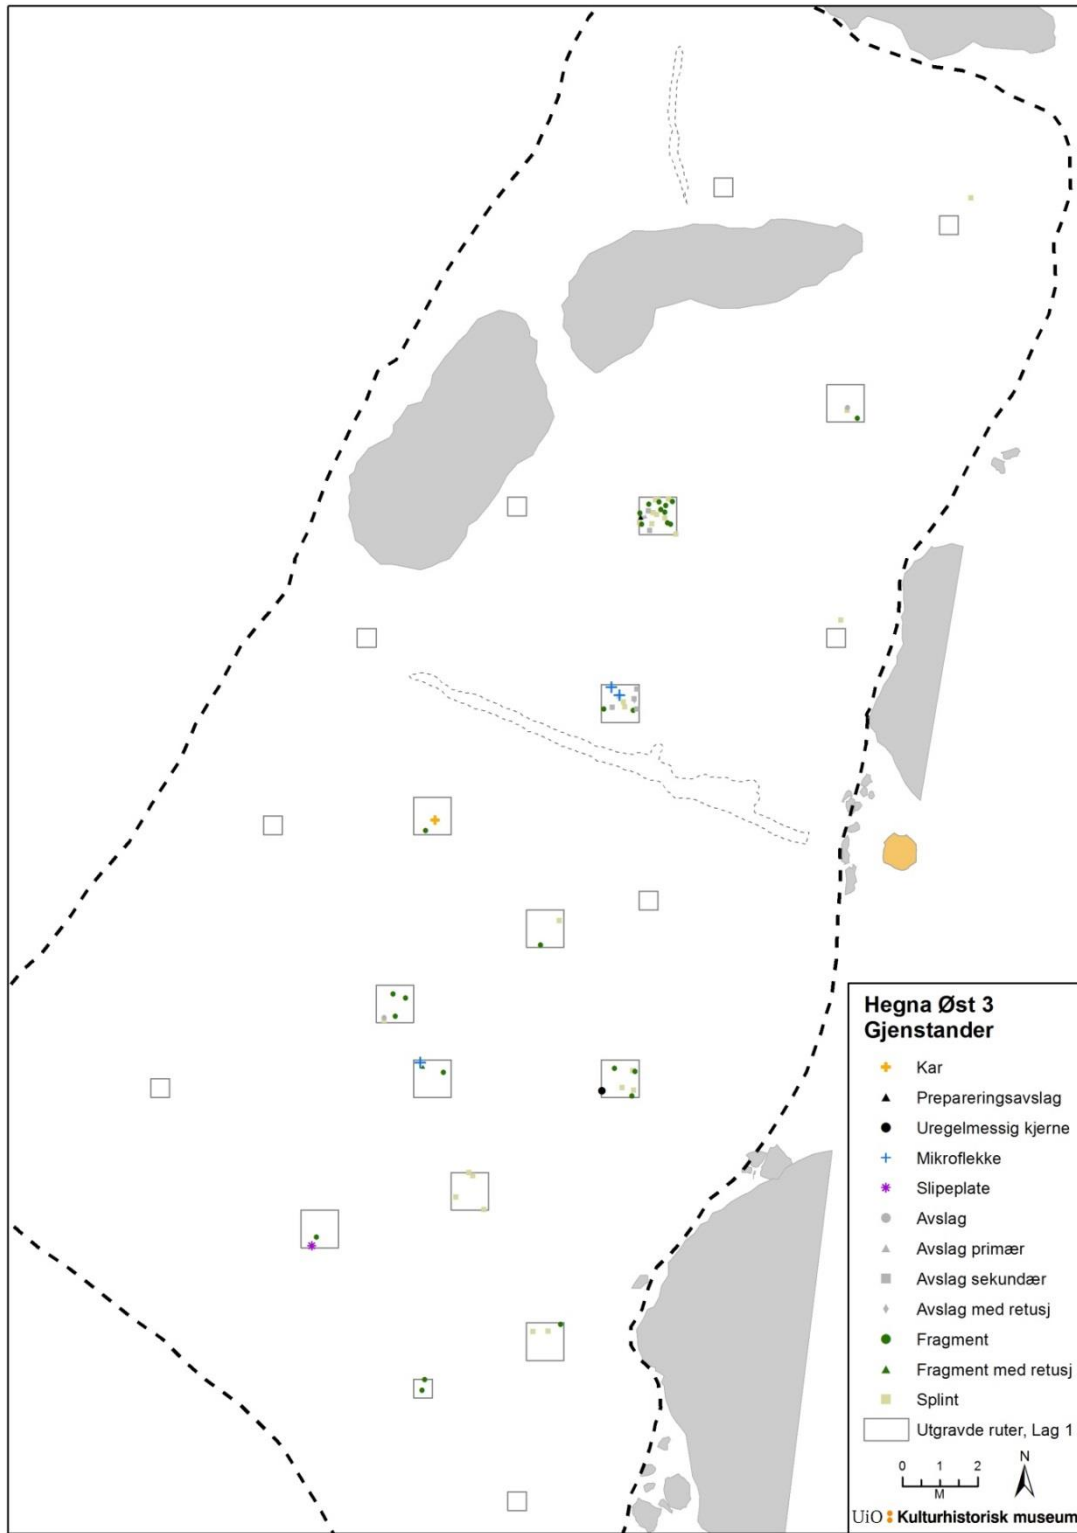 Hegna Øst 3
Gjenstander
Kar
Prepareringsavslag
Uregelmessig kjerne
Mikroflekke
Slipeplate
Avslag
Avslag primær
Avslag sekundær
Avslag med retusj
Fragment
Fragment med retusj
Splint
Utgravde ruter, Lag 1
0 1 2
M
N
UiO Kulturhistorisk museum